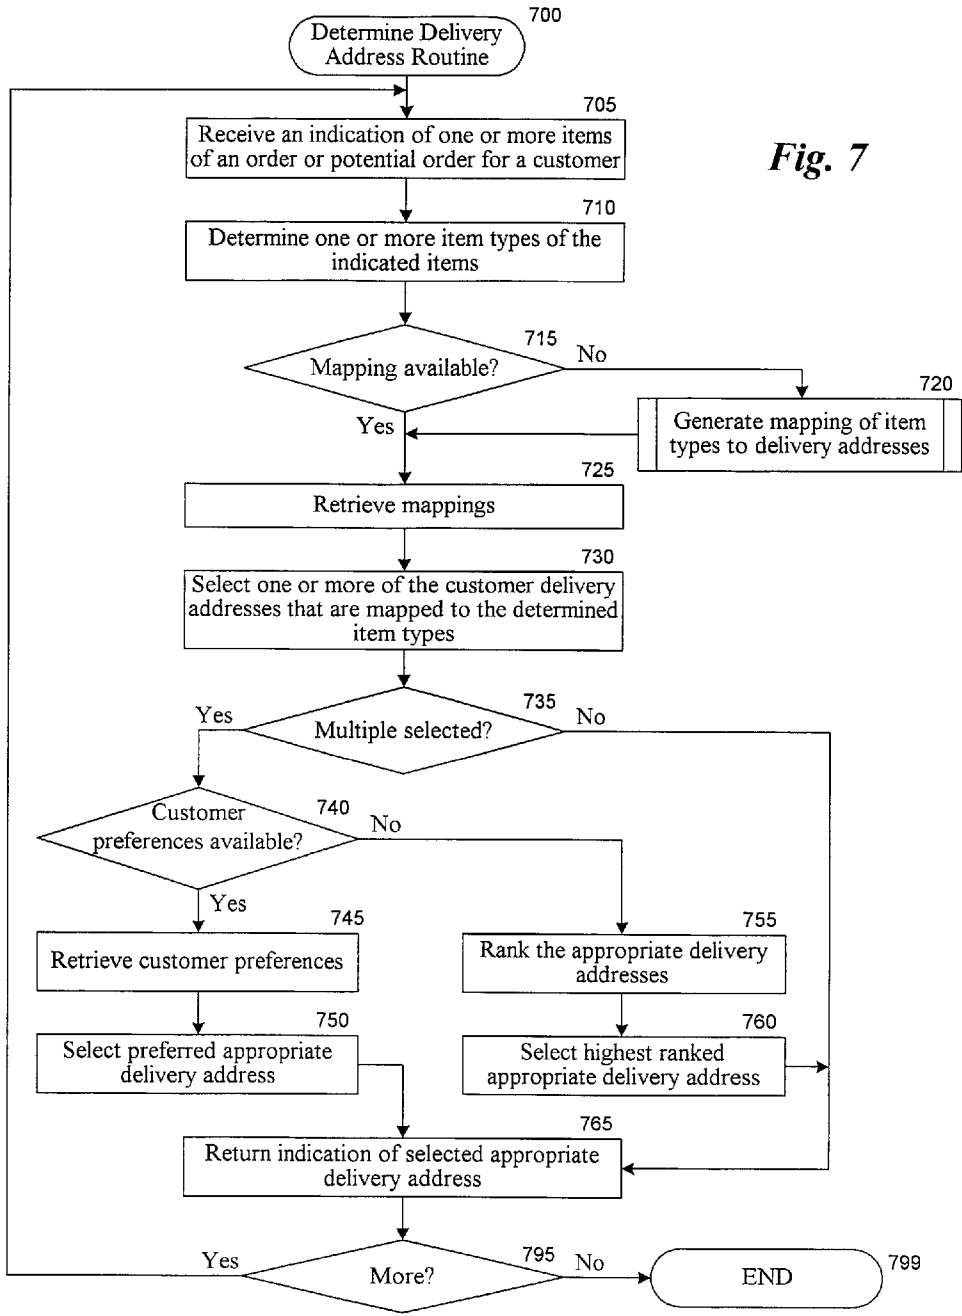 700
Determine Delivery
Address Routine
Fig. 7
705
Receive an indication of one or more items
of an order or potential order for a customer
710
Determine one or more item types of the
indicated items
715
Mapping available?
No
Yes
720
Generate mapping of item
types to delivery addresses
725
Retrieve mappings
730
Select one or more of the customer delivery
addresses that are mapped to the determined
item types
735
Multiple selected?
Yes
No
740
Customer
preferences available?
No
Yes
745
Retrieve customer preferences
755
Rank the appropriate delivery
addresses
750
Select preferred appropriate
delivery address
760
Select highest ranked
appropriate delivery address
765
Return indication of selected appropriate
delivery address
795
More?
Yes
No
END
799